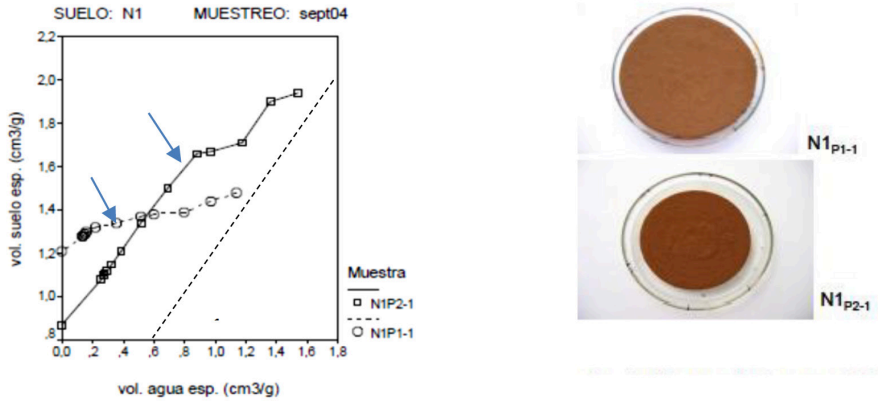 SUELO: N1 MUESTREO: sept04
vol. suelo esp. (cm3/g)
2,2
2,0
1,8
1,6
1,4
1,2
1,0
,8
0,0 ,2 ,4 ,6 ,8 1,0 1,2 1,4 1,6 1,8
vol. agua esp. (cm3/g)
Muestra
N1P2-1
N1P1-1
N1P1-1
N1P2-1